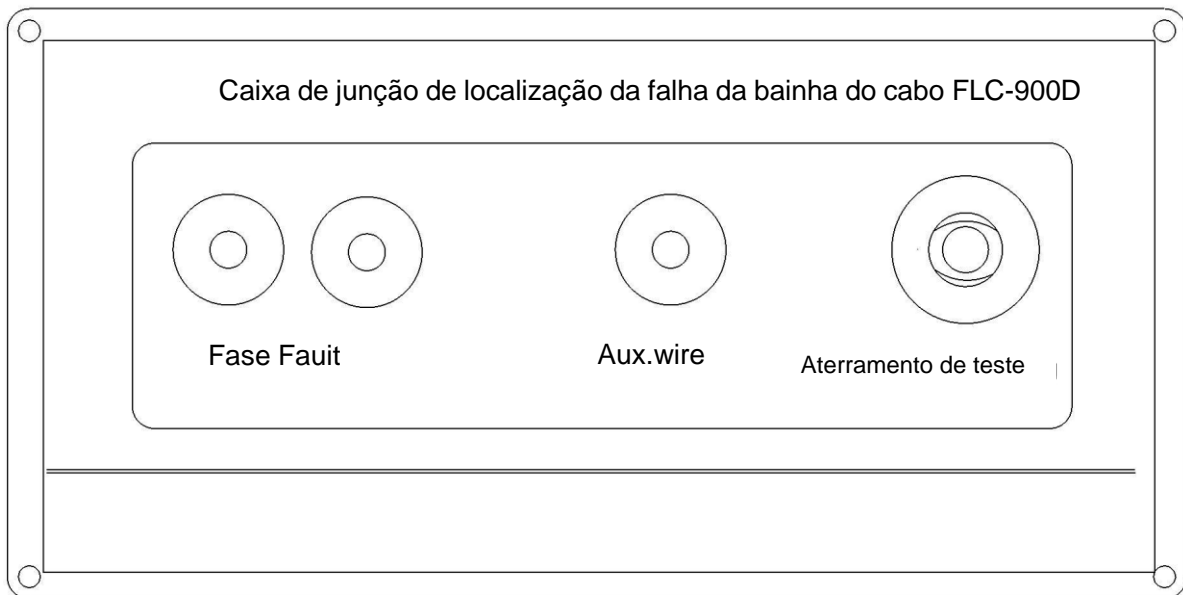 Caixa de junção de localização da falha da bainha do cabo FLC-900D
Fase Fauit
Aux.wire
Aterramento de teste